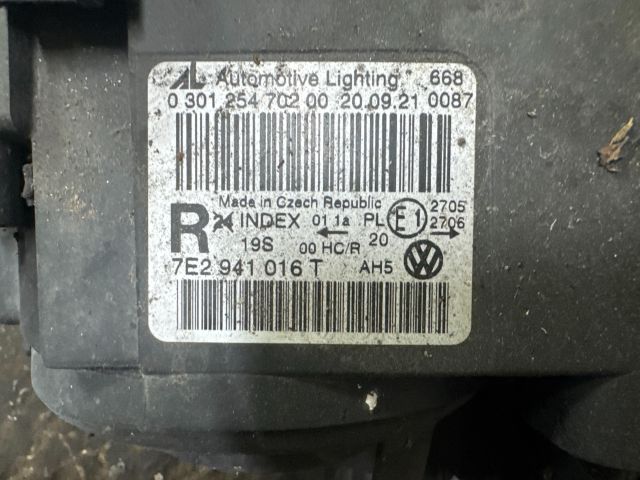 AL Automotive Lighting 668
0 301 254 702 00 20.09.21 0087
Made in Czech Republic
R INDEX 01 1a PL E1 2705
19S 00 HC/R 20 2706
7E2 941 016 T AH5